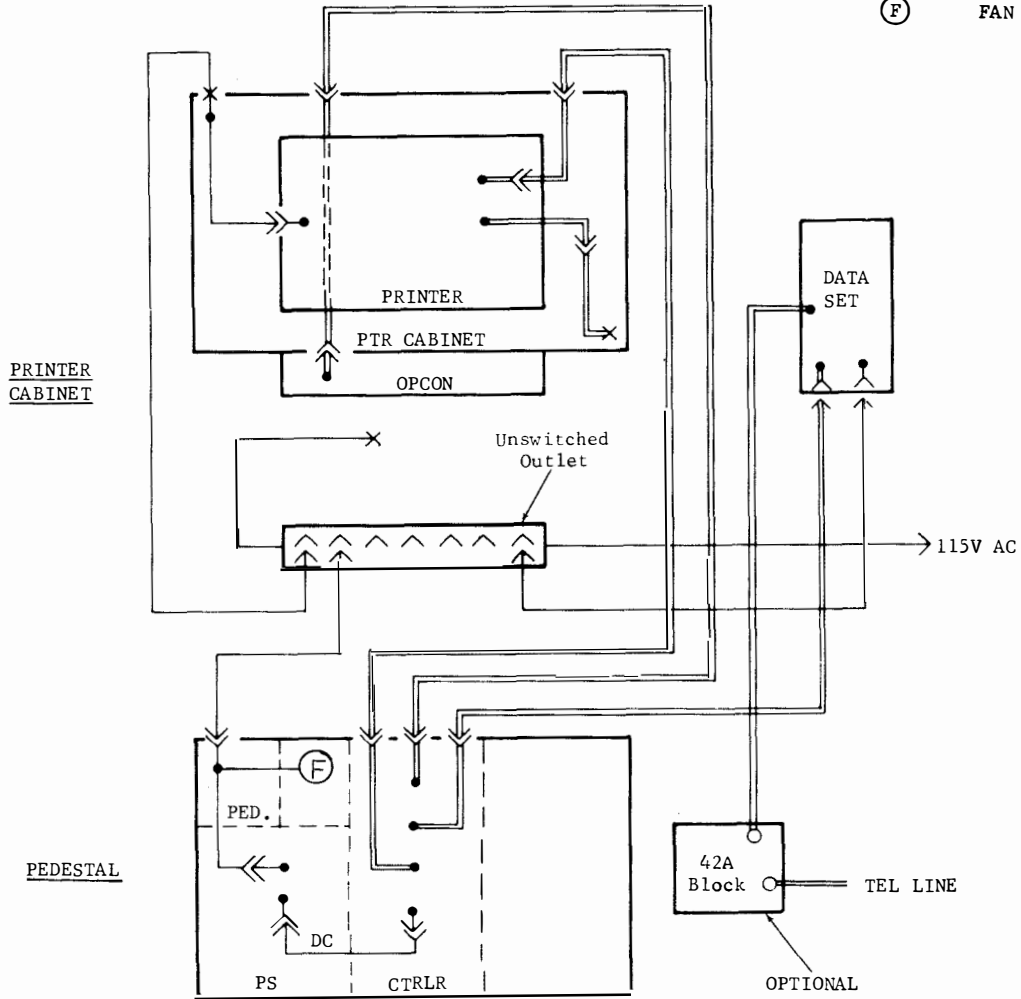 F FAN
PRINTER
PTR CABINET
OPCON
PRINTER
CABINET
DATA
SET
Unswitched
Outlet
115V AC
F
PED.
PEDESTAL
DC
PS
CTRLR
42A
Block
TEL LINE
OPTIONAL